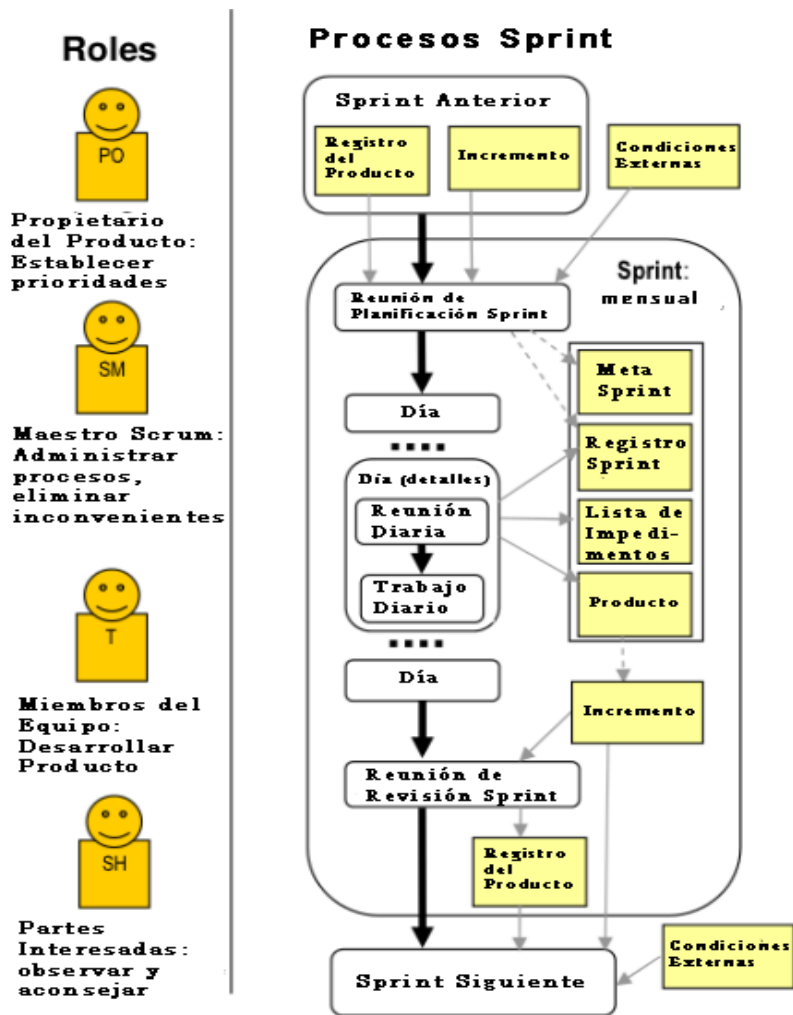 Roles
PO
Propietario
del Producto:
Establecer
prioridades
SM
Maestro Scrum:
Administrar
procesos,
eliminar
inconvenientes
T
Miembros del
Equipo:
Desarrollar
Producto
SH
Partes
Interesadas:
observar y
aconsejar
Procesos Sprint
Sprint Anterior
Registro
del
Producto
Incremento
Condiciones
Externas
Sprint:
mensual
Reunión de
Planificación Sprint
Meta
Sprint
Día
Registro
Sprint
Día (detalles)
Reunión
Diaria
Lista de
Impedi-
mentos
Trabajo
Diario
Producto
Día
Incremento
Reunión de
Revisión Sprint
Registro
del
Producto
Condiciones
Externas
Sprint Siguiente